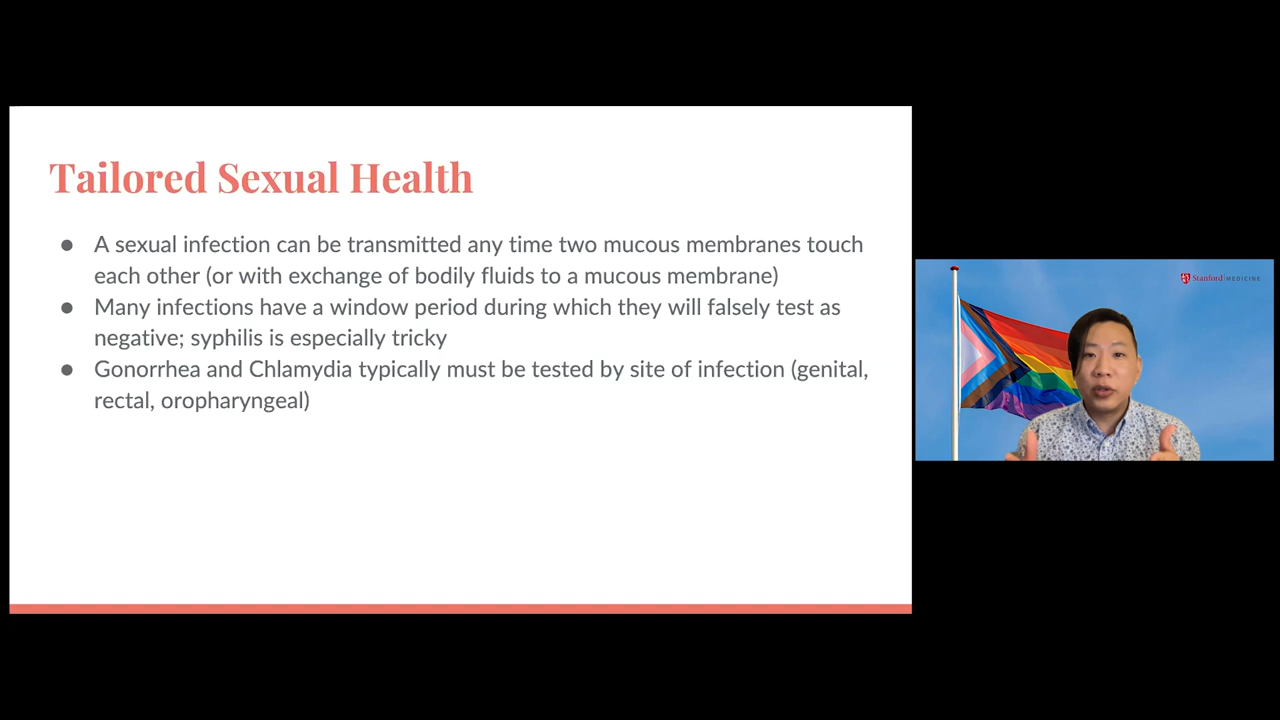 Tailored Sexual Health
● A sexual infection can be transmitted any time two mucous membranes touch
each other (or with exchange of bodily fluids to a mucous membrane)
● Many infections have a window period during which they will falsely test as
negative; syphilis is especially tricky
● Gonorrhea and Chlamydia typically must be tested by site of infection (genital,
rectal, oropharyngeal)
Stanford MEDICINE